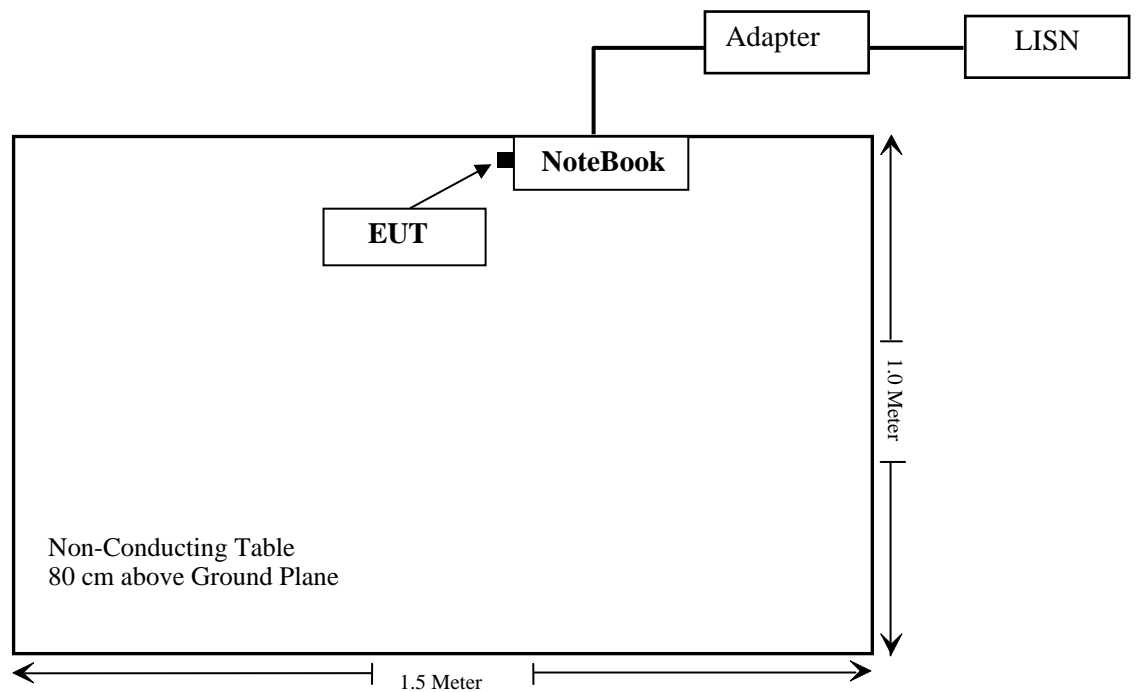 Adapter
LISN
NoteBook
EUT
1.0 Meter
Non-Conducting Table
80 cm above Ground Plane
1.5 Meter